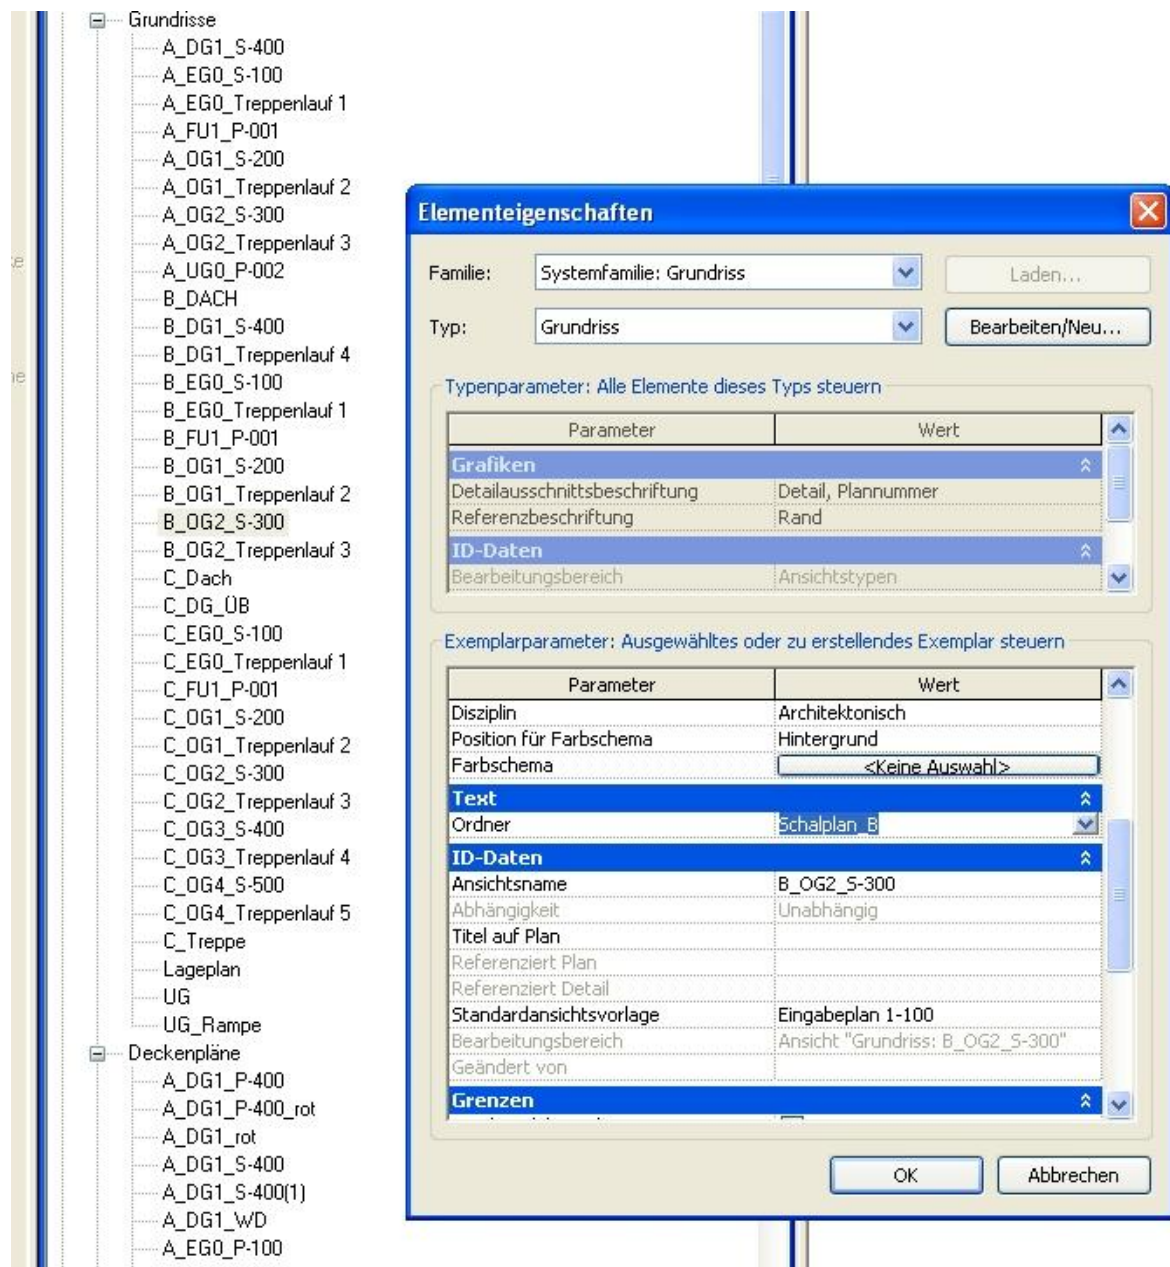 Grundrisse
A_DG1_S-400
A_EG0_S-100
A_EG0_Treppenlauf 1
A_FU1_P-001
A_OG1_S-200
A_OG1_Treppenlauf 2
A_OG2_S-300
A_OG2_Treppenlauf 3
A_UG0_P-002
B_DACH
B_DG1_S-400
B_DG1_Treppenlauf 4
B_EG0_S-100
B_EG0_Treppenlauf 1
B_FU1_P-001
B_OG1_S-200
B_OG1_Treppenlauf 2
B_OG2_S-300
B_OG2_Treppenlauf 3
C_Dach
C_DG_ÜB
C_EG0_S-100
C_EG0_Treppenlauf 1
C_FU1_P-001
C_OG1_S-200
C_OG1_Treppenlauf 2
C_OG2_S-300
C_OG2_Treppenlauf 3
C_OG3_S-400
C_OG3_Treppenlauf 4
C_OG4_S-500
C_OG4_Treppenlauf 5
C_Treppe
Lageplan
UG
UG_Rampe
Deckenpläne
A_DG1_P-400
A_DG1_P-400_rot
A_DG1_rot
A_DG1_S-400
A_DG1_S-400(1)
A_DG1_WD
A_EG0_P-100
Elementeigenschaften
Familie: Systemfamilie: Grundriss Laden...
Typ: Grundriss Bearbeiten/Neu...
Typenparameter: Alle Elemente dieses Typs steuern
Parameter Wert
Grafiken
Detailausschnittsbeschriftung Detail, Plannummer
Referenzbeschriftung Rand
ID-Daten
Bearbeitungsbereich Ansichtstypen
Exemplarparameter: Ausgewähltes oder zu erstellendes Exemplar steuern
Parameter Wert
Disziplin Architektonisch
Position für Farbschema Hintergrund
Farbschema <Keine Auswahl>
Text
Ordner Schalplan_B
ID-Daten
Ansichtsname B_OG2_S-300
Abhängigkeit Unabhängig
Titel auf Plan
Referenziert Plan
Referenziert Detail
Standardansichtsvorlage Eingabeplan 1-100
Bearbeitungsbereich Ansicht "Grundriss: B_OG2_S-300"
Geändert von
Grenzen
OK Abbrechen